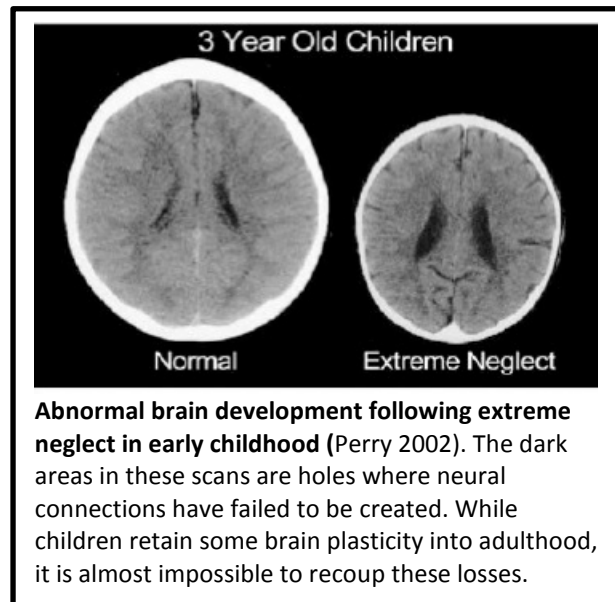 3 Year Old Children
Normal
Extreme Neglect
Abnormal brain development following extreme
neglect in early childhood (Perry 2002). The dark
areas in these scans are holes where neural
connections have failed to be created. While
children retain some brain plasticity into adulthood,
it is almost impossible to recoup these losses.